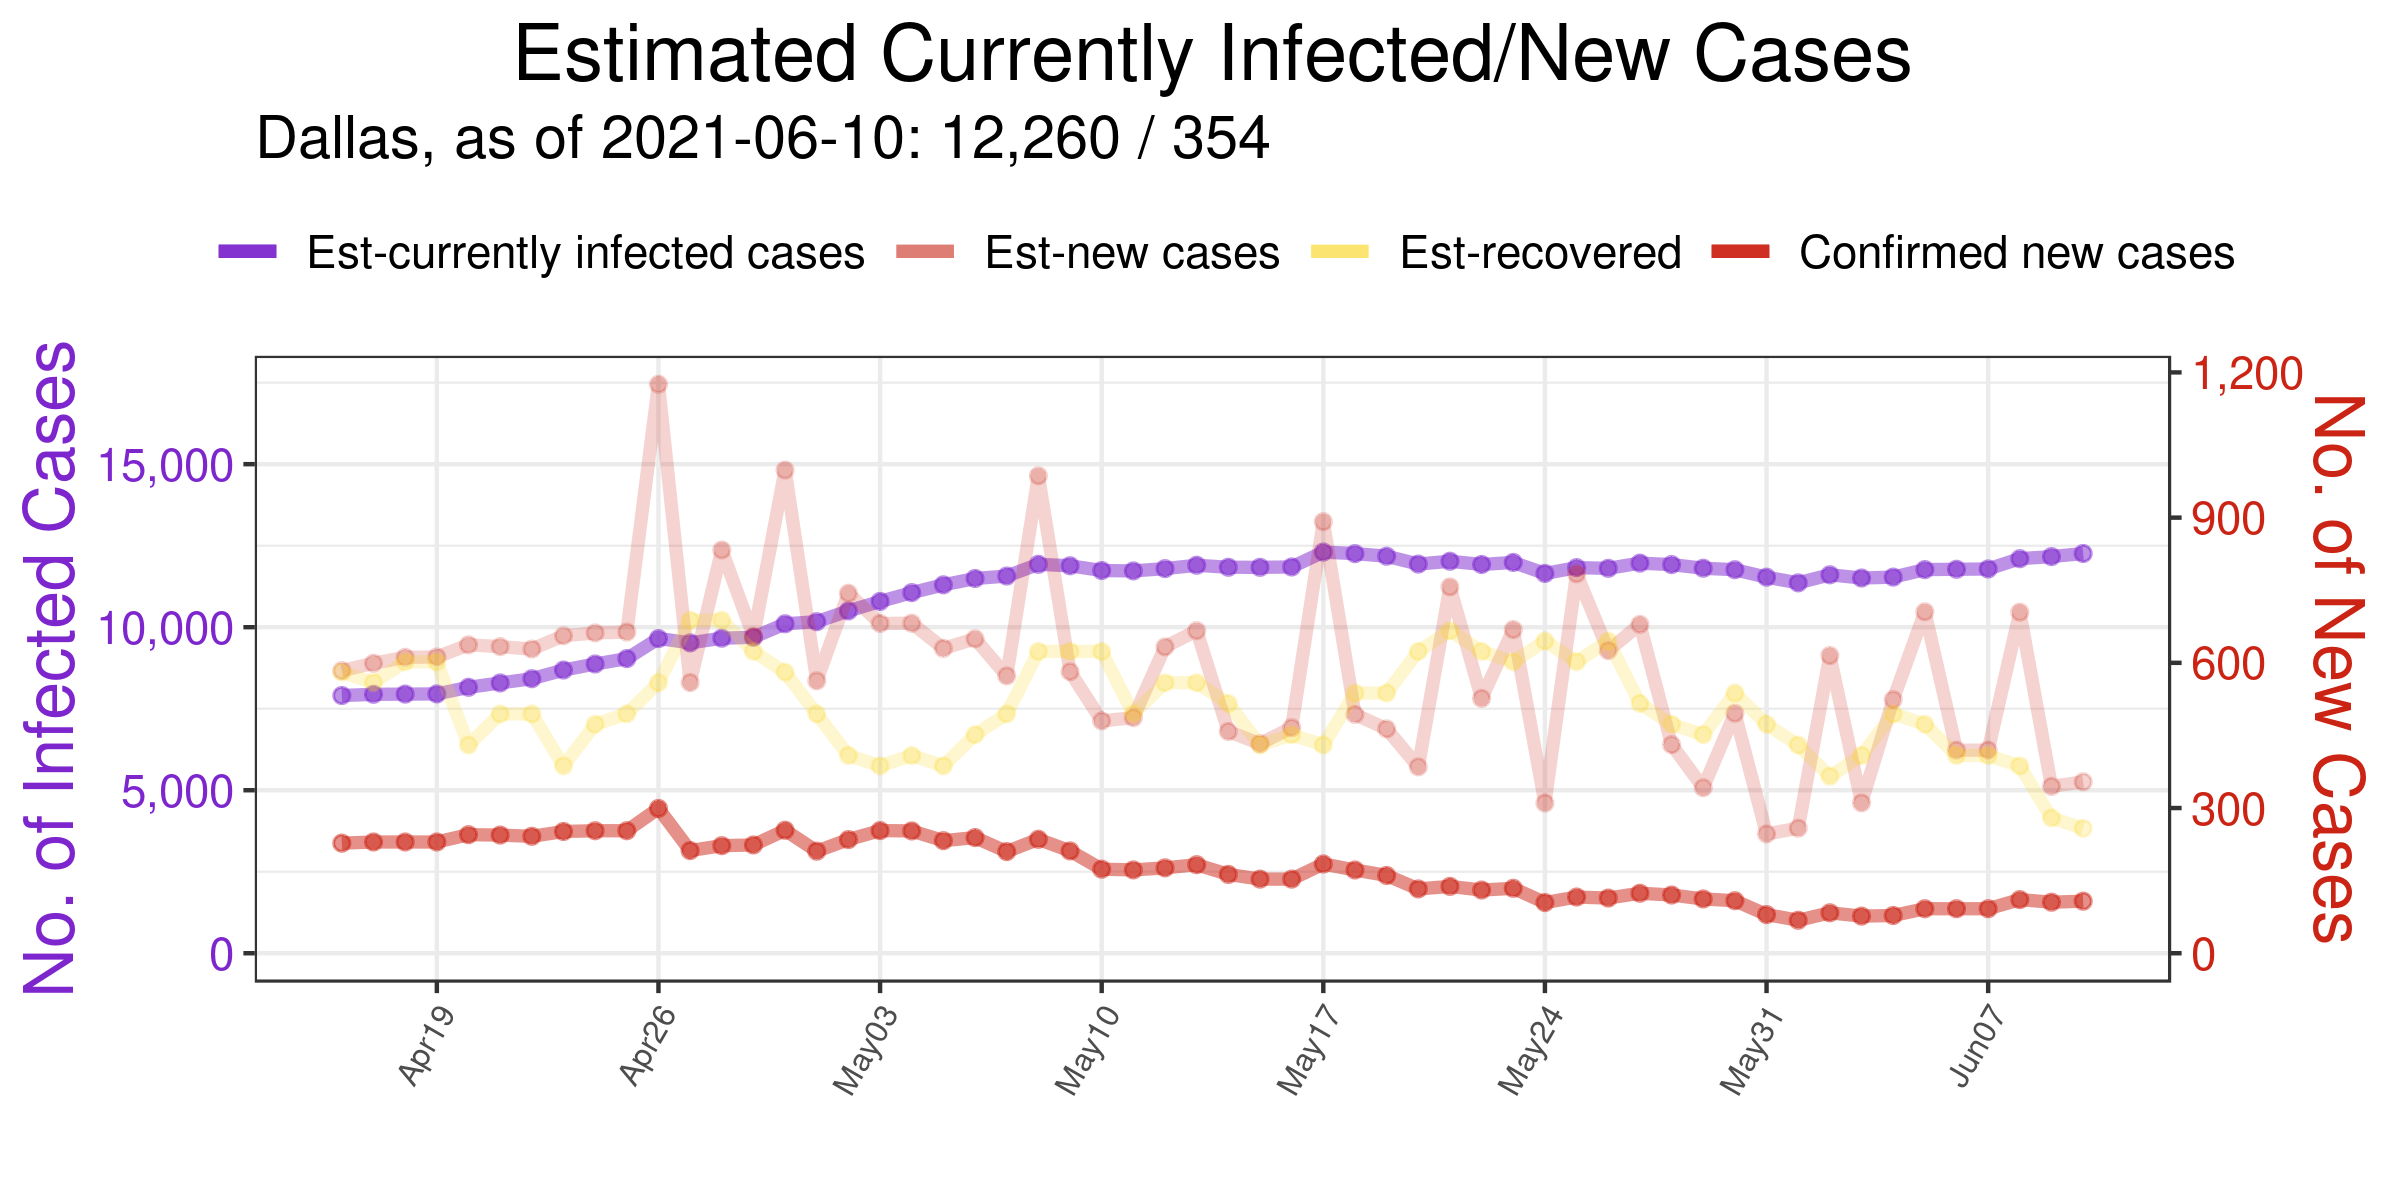 Estimated Currently Infected/New Cases
Dallas, as of 2021-06-10: 12,260 / 354
Est-currently infected cases Est-new cases Est-recovered Confirmed new cases
No. of Infected Cases
15,000
10,000
5,000
0
1,200
900
600
300
0
No. of New Cases
Apr19 Apr26 May03 May10 May17 May24 May31 Jun07